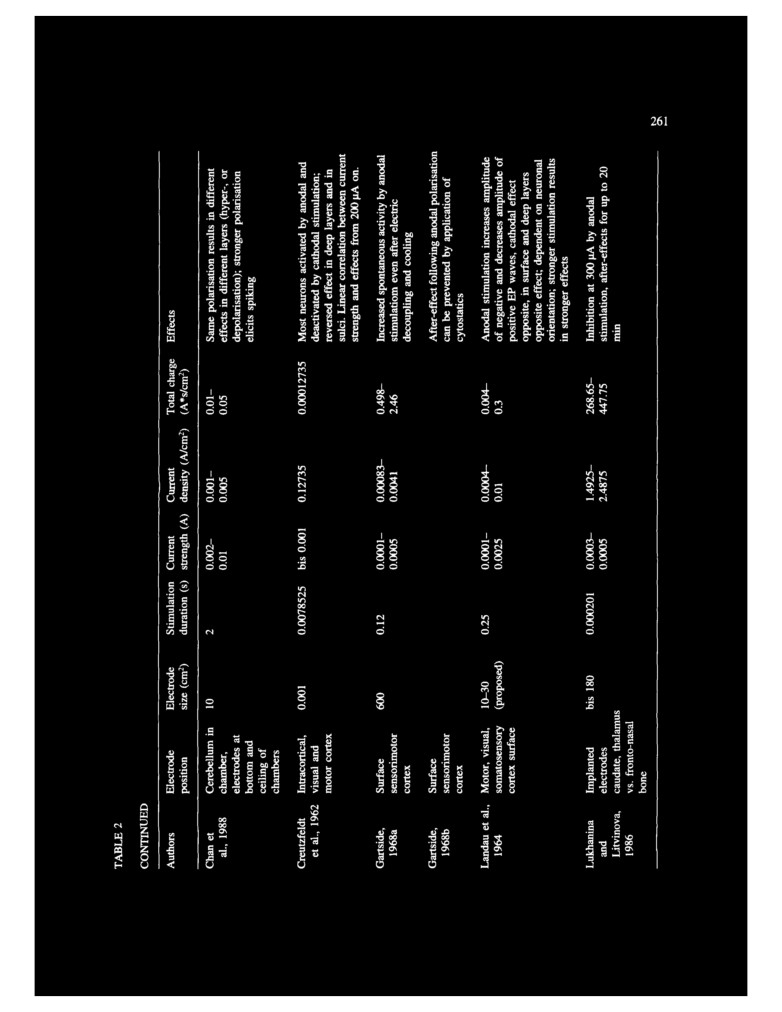 261
TABLE 2
CONTINUED
Authors Electrode Electrode Stimulation Current Current Total charge Effects
position size (cm²) duration (s) strength (A) density (A/cm²) (A*s/cm²)
Chan et Cerebellum in 10 2 0.002– 0.001– 0.01– Same polarisation results in different
al., 1988 chamber, 0.01 0.005 0.05 effects in different layers (hyper-, or
electrodes at depolarisation); stronger polarisation
bottom and elicits spiking
ceiling of
chambers
Creutzfeldt Intracortical, 0.001 0.0078525 bis 0.001 0.12735 0.00012735 Most neurons activated by anodal and
et al., 1962 visual and deactivated by cathodal stimulation;
motor cortex reversed effect in deep layers and in
sulci. Linear correlation between current
strength and effects from 200 µA on.
Gartside, Surface 600 0.12 0.0001– 0.00083– 0.498– Increased spontaneous activity by anodal
1968a sensorimotor 0.0005 0.0041 2.46 stimulatiom even after electric
cortex decoupling and cooling
Gartside, Surface After-effect following anodal polarisation
1968b sensorimotor can be prevented by application of
cortex cytostatics
Landau et al., Motor, visual, 10–30 0.25 0.0001– 0.0004– 0.004– Anodal stimulation increases amplitude
1964 somatosensory (proposed) 0.0025 0.01 0.3 of negative and decreases amplitude of
cortex surface positive EP waves, cathodal effect
opposite, in surface and deep layers
opposite effect; dependent on neuronal
orientation; stronger stimulation results
in stronger effects
Lukhanina Implanted bis 180 0.000201 0.0003– 1.4925– 268.65– Inhibition at 300 µA by anodal
and electrodes 0.0005 2.4875 447.75 stimulation, after-effects for up to 20
Litvinova, caudate, thalamus min
1986 vs. fronto-nasal
bone